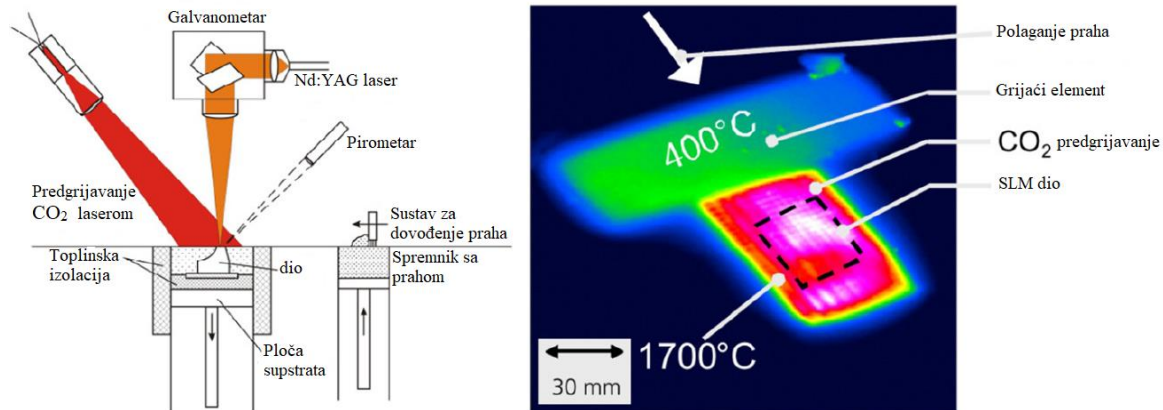 Galvanometar
Nd:YAG laser
Pirometar
Predgrijavanje
CO₂ laserom
Sustav za
dovođenje praha
Toplinska
izolacija
dio
Spremnik sa
prahom
Ploča
supstrata
Polaganje praha
Grijaći element
400°C
CO₂ predgrijavanje
SLM dio
1700°C
30 mm